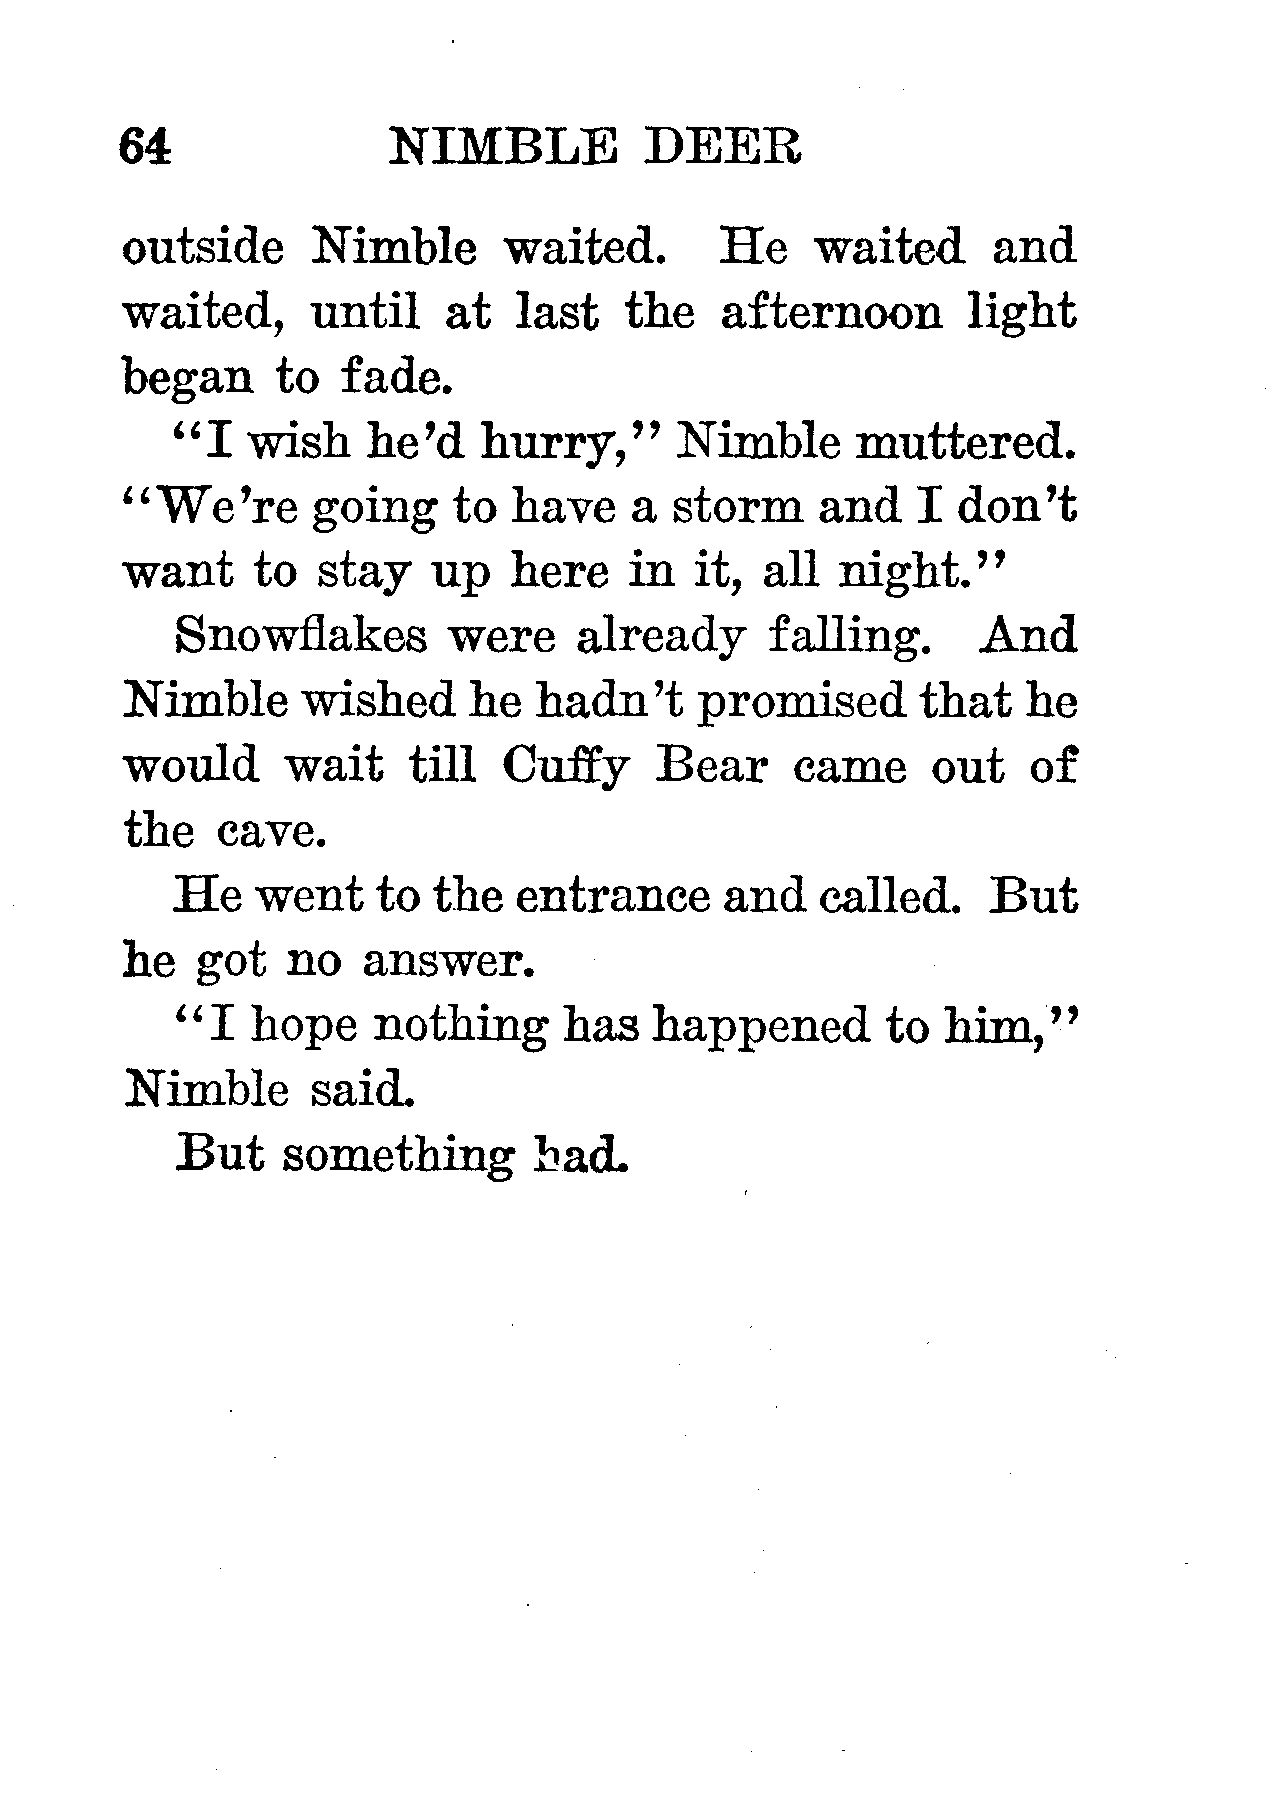 64 NIMBLE DEER
outside Nimble waited. He waited and
waited, until at last the afternoon light
began to fade.
"I wish he'd hurry," Nimble muttered.
"We're going to have a storm and I don't
want to stay up here in it, all night."
Snowflakes were already falling. And
Nimble wished he hadn't promised that he
would wait till Cuffy Bear came out of
the cave.
He went to the entrance and called. But
he got no answer.
"I hope nothing has happened to him,"
Nimble said.
But something had.